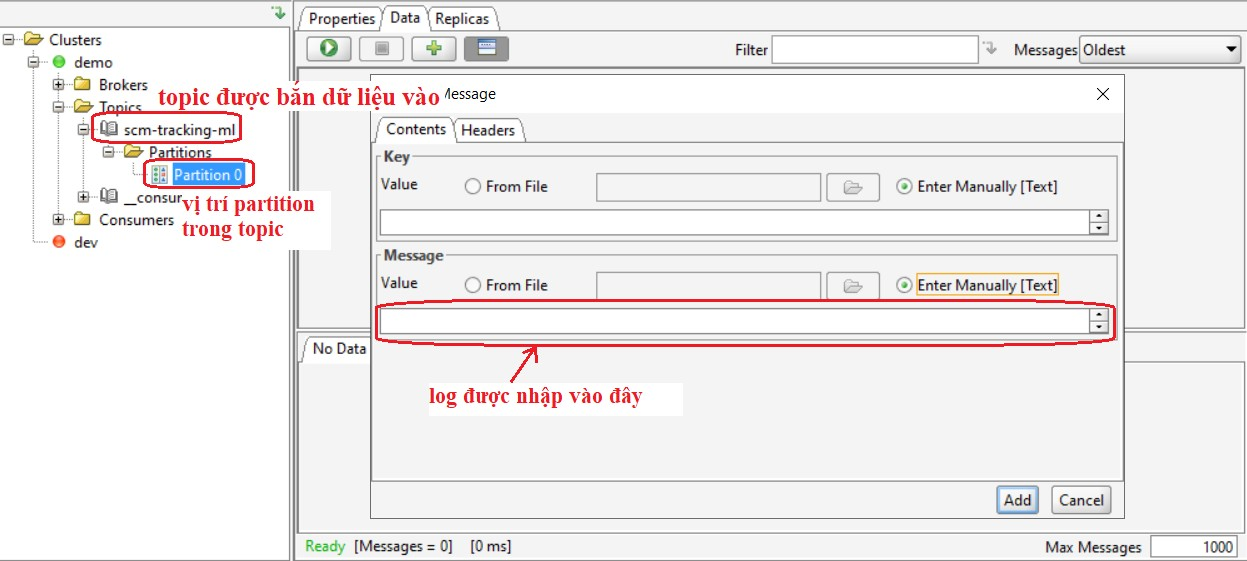 Clusters
demo
Brokers
Topics
topic được bắn dữ liệu vào
scm-tracking-ml
Partitions
Partition 0
vị trí partition
trong topic
Consumers
dev
Properties
Data
Replicas
Filter
Messages
Oldest
Message
Contents
Headers
Key
Value
From File
Enter Manually [Text]
Message
Value
From File
Enter Manually [Text]
log được nhập vào đây
Add
Cancel
No Data
Ready [Messages = 0] [0 ms]
Max Messages 1000